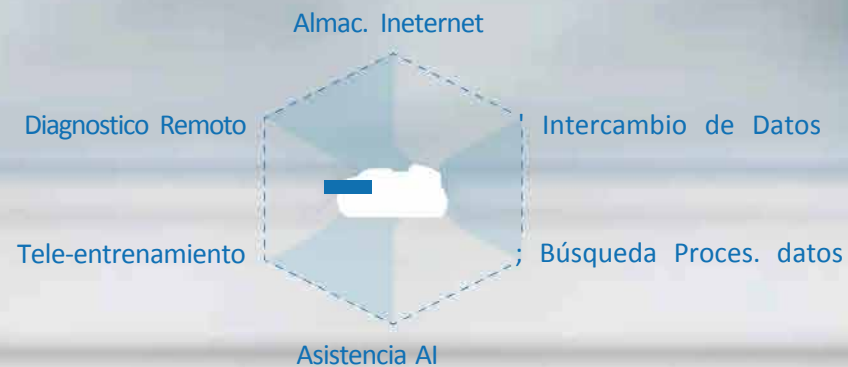 Almac. Ineternet
Diagnostico Remoto
Intercambio de Datos
Tele-entrenamiento
; Búsqueda Proces. datos
Asistencia AI